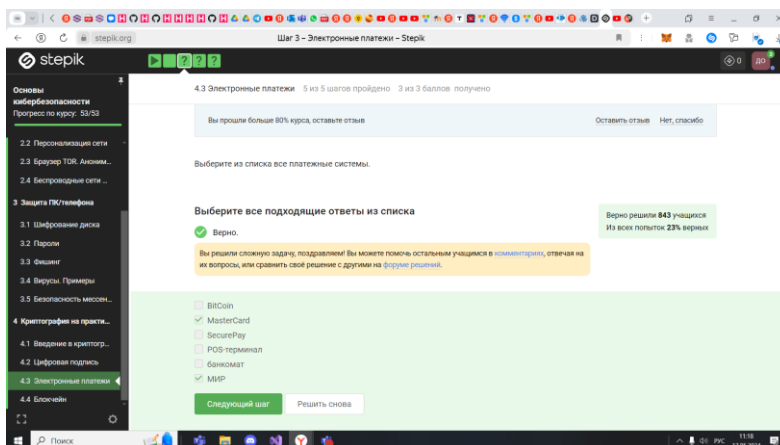 stepik.org
Шаг 3 – Электронные платежи – Stepik
stepik
0
ДО
Основы
кибербезопасности
Прогресс по курсу: 53/53
2.2 Персонализация сети
2.3 Браузер TOR. Аноним...
2.4 Беспроводные сети ...
3 Защита ПК/телефона
3.1 Шифрование диска
3.2 Пароли
3.3 Фишинг
3.4 Вирусы. Примеры
3.5 Безопасность мессен...
4 Криптография на практи...
4.1 Введение в криптогр...
4.2 Цифровая подпись
4.3 Электронные платежи
4.4 Блокчейн
4.3 Электронные платежи 5 из 5 шагов пройдено 3 из 3 баллов получено
Вы прошли больше 80% курса, оставьте отзыв
Оставить отзыв Нет, спасибо
Выберите из списка все платежные системы.
Выберите все подходящие ответы из списка
Верно.
Верно решили 843 учащихся
Из всех попыток 23% верных
Вы решили сложную задачу, поздравляем! Вы можете помочь остальным учащимся в комментариях, отвечая на
их вопросы, или сравнить своё решение с другими на форуме решений.
BitCoin
MasterCard
SecurePay
POS-терминал
банкомат
МИР
Следующий шаг
Решить снова
Поиск
РУС
11:18